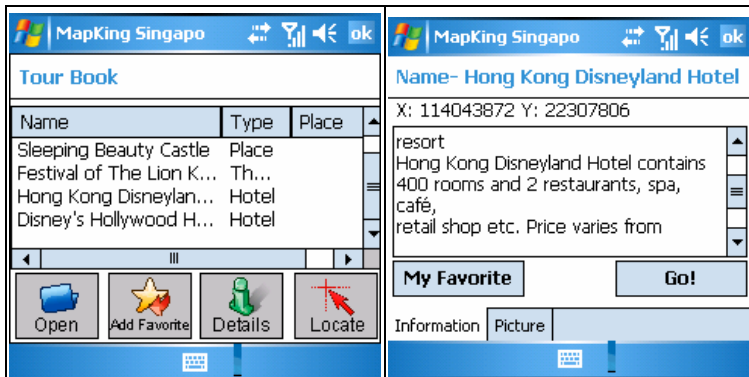 MapKing Singapo
ok
Tour Book
Name Type Place
Sleeping Beauty Castle Place
Festival of The Lion K... Th...
Hong Kong Disneylan... Hotel
Disney's Hollywood H... Hotel
Open Add Favorite Details Locate
MapKing Singapo
ok
Name- Hong Kong Disneyland Hotel
X: 114043872 Y: 22307806
resort
Hong Kong Disneyland Hotel contains
400 rooms and 2 restaurants, spa,
café,
retail shop etc. Price varies from
My Favorite Go!
Information Picture